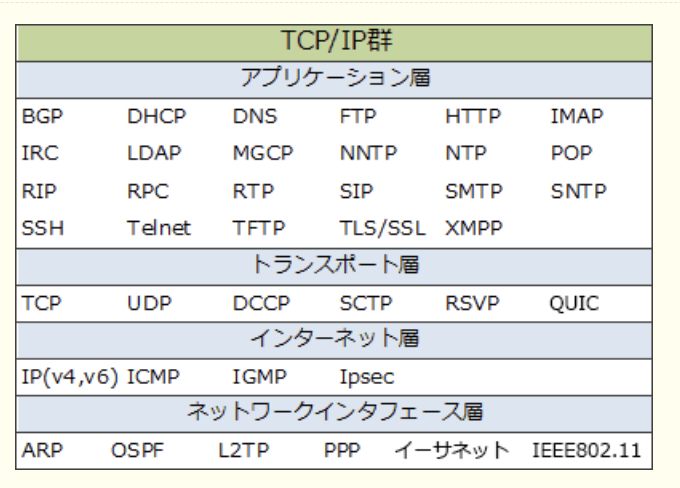 TCP/IP群
アプリケーション層
BGP DHCP DNS FTP HTTP IMAP
IRC LDAP MGCP NNTP NTP POP
RIP RPC RTP SIP SMTP SNTP
SSH Telnet TFTP TLS/SSL XMPP
トランスポート層
TCP UDP DCCP SCTP RSVP QUIC
インターネット層
IP(v4,v6) ICMP IGMP Ipsec
ネットワークインタフェース層
ARP OSPF L2TP PPP イーサネット IEEE802.11